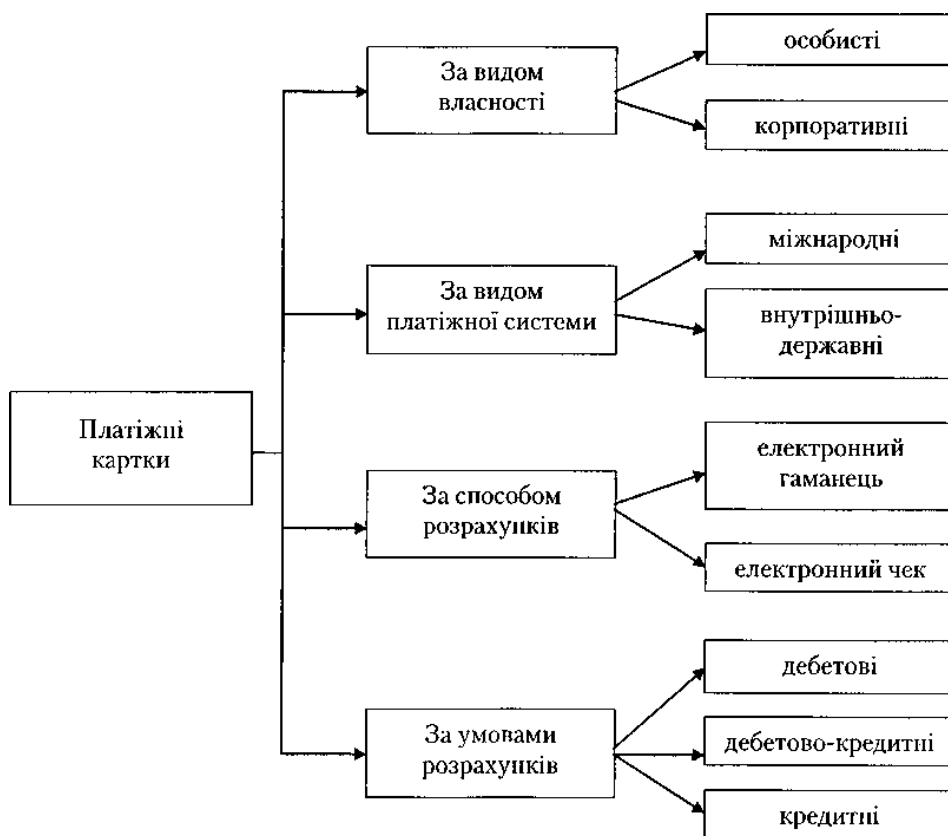 Платіжні
картки
За видом
власності
особисті
корпоративні
За видом
платіжної системи
міжнародні
внутрішньо-
державні
За способом
розрахунків
електронний
гаманець
електронний чек
За умовами
розрахунків
дебетові
дебетово-кредитні
кредитні